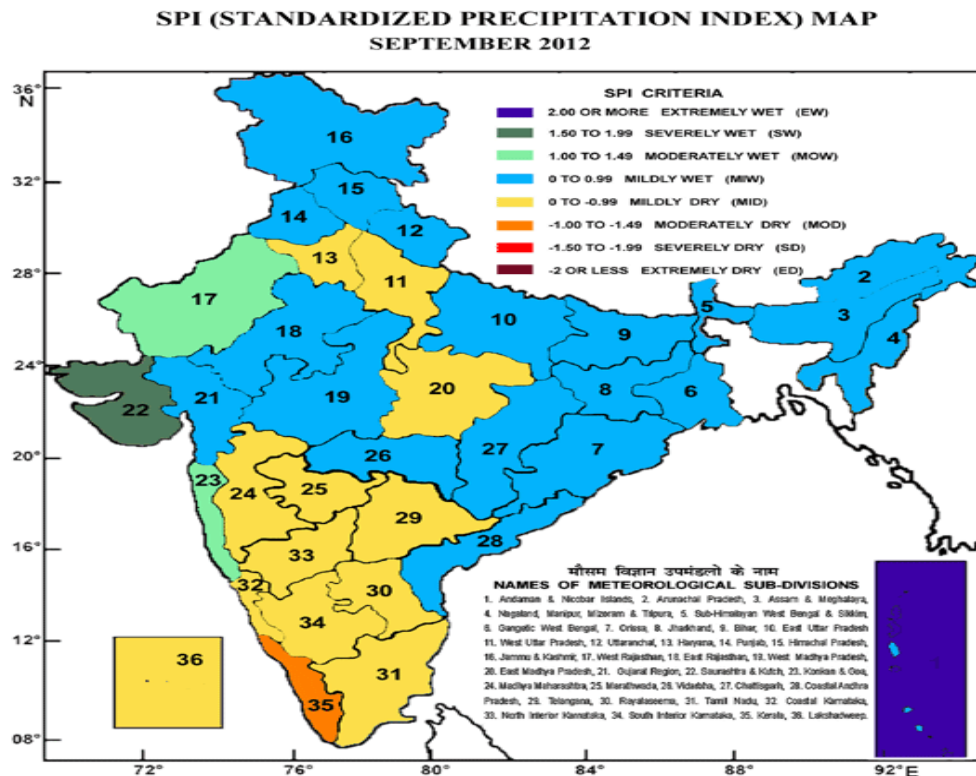 SPI (STANDARDIZED PRECIPITATION INDEX) MAP
SEPTEMBER 2012
36°
N
32°
28°
24°
20°
16°
12°
08°
SPI CRITERIA
2.00 OR MORE EXTREMELY WET (EW)
1.50 TO 1.99 SEVERELY WET (SW)
1.00 TO 1.49 MODERATELY WET (MOW)
0 TO 0.99 MILDLY WET (MIW)
0 TO -0.99 MILDLY DRY (MID)
-1.00 TO -1.49 MODERATELY DRY (MOD)
-1.50 TO -1.99 SEVERELY DRY (SD)
-2 OR LESS EXTREMELY DRY (ED)
16
15
14
12
13
11
17
18
10
9
5
2
3
4
22
21
19
20
8
6
27
7
26
23
24
25
29
28
33
32
30
34
31
35
36
मौसम विज्ञान उपमंडलो के नाम
NAMES OF METEOROLOGICAL SUB-DIVISIONS
1. Andaman & Nicobar Islands, 2. Arunachal Pradesh, 3. Assam & Meghalaya,
4. Nagaland, Manipur, Mizoram & Tripura, 5. Sub-Himalayan West Bengal & Sikkim,
6. Gangetic West Bengal, 7. Orissa, 8. Jharkhand, 9. Bihar, 10. East Uttar Pradesh
11. West Uttar Pradesh, 12. Uttaranchal, 13. Haryana, 14. Punjab, 15. Himachal Pradesh,
16. Jammu & Kashmir, 17. West Rajasthan, 18. East Rajasthan, 19. West Madhya Pradesh,
20. East Madhya Pradesh, 21. Gujarat Region, 22. Saurashtra & Kutch, 23. Konkan & Goa,
24. Madhya Maharashtra, 25. Marathwada, 26. Vidarbha, 27. Chattisgarh, 28. Coastal Andhra
Pradesh, 29. Telangana, 30. Rayalaseema, 31. Tamil Nadu, 32. Coastal Karnataka,
33. North Interior Karnataka, 34. South Interior Karnataka, 35. Kerala, 36. Lakshadweep.
72°
76°
80°
84°
88°
92°E